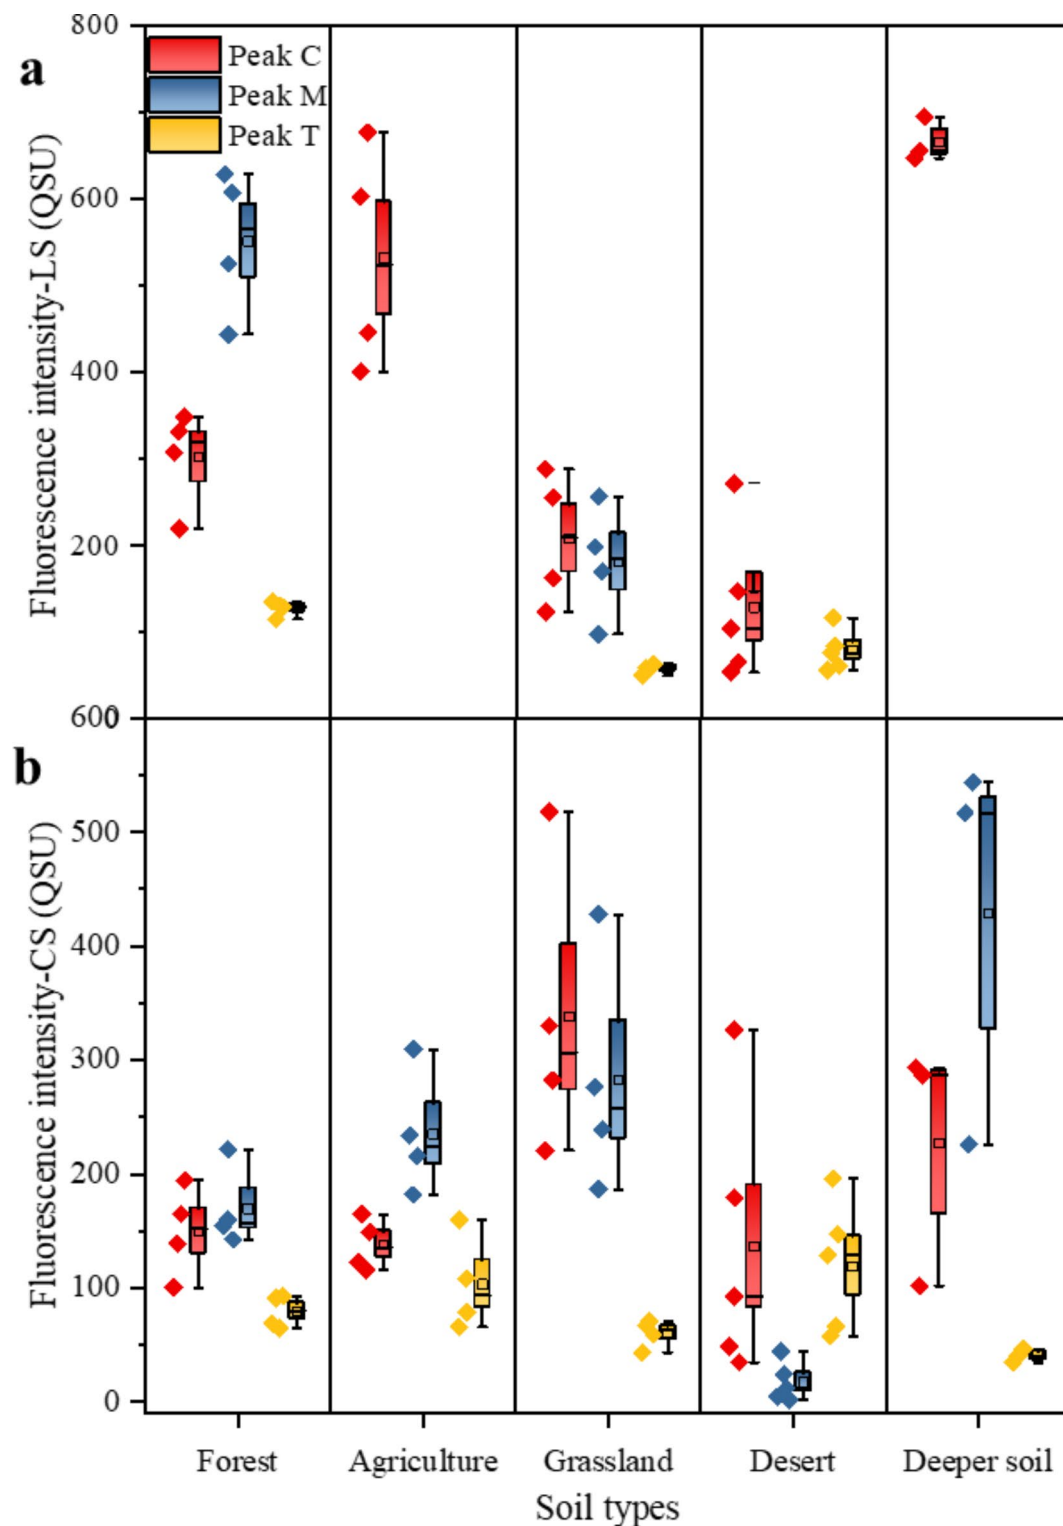 a
Peak C
Peak M
Peak T
Fluorescence intensity-LS (QSU)
800
600
400
200
0
b
Fluorescence intensity-CS (QSU)
600
500
400
300
200
100
0
Forest
Agriculture
Grassland
Desert
Deeper soil
Soil types